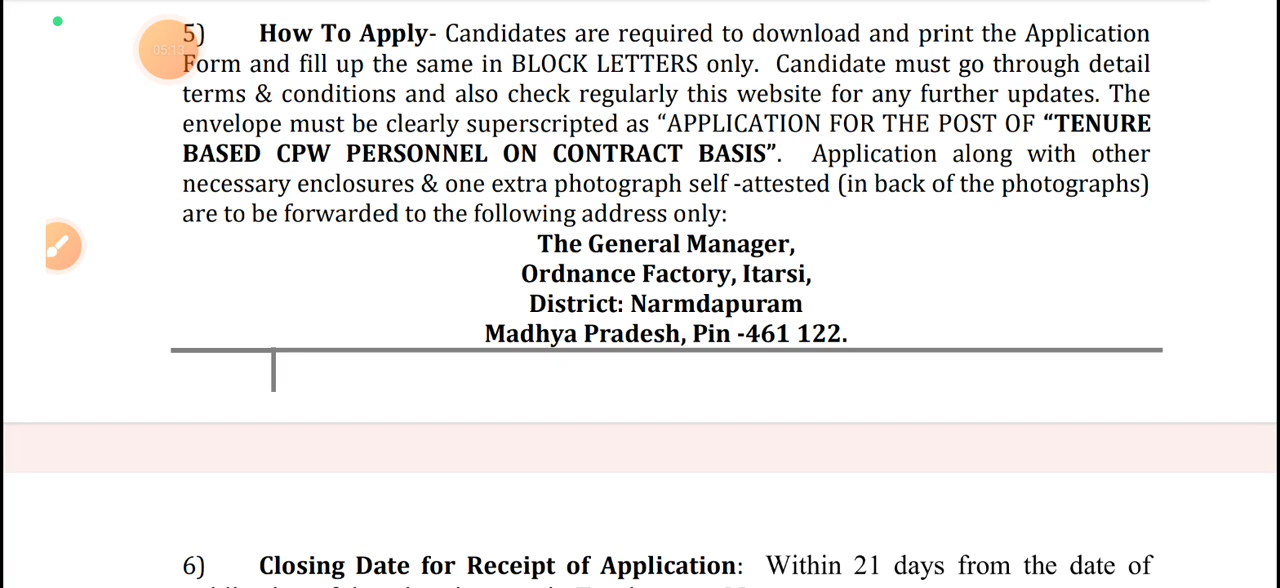 5) How To Apply- Candidates are required to download and print the Application
05:13
Form and fill up the same in BLOCK LETTERS only. Candidate must go through detail
terms & conditions and also check regularly this website for any further updates. The
envelope must be clearly superscripted as “APPLICATION FOR THE POST OF “TENURE
BASED CPW PERSONNEL ON CONTRACT BASIS”. Application along with other
necessary enclosures & one extra photograph self -attested (in back of the photographs)
are to be forwarded to the following address only:
The General Manager,
Ordnance Factory, Itarsi,
District: Narmdapuram
Madhya Pradesh, Pin -461 122.
6) Closing Date for Receipt of Application: Within 21 days from the date of